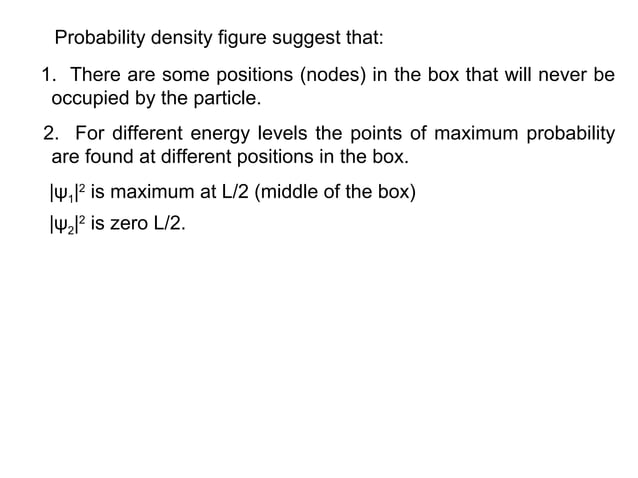 Probability density figure suggest that:
1. There are some positions (nodes) in the box that will never be
occupied by the particle.
2. For different energy levels the points of maximum probability
are found at different positions in the box.
|ψ₁|² is maximum at L/2 (middle of the box)
|ψ₂|² is zero L/2.